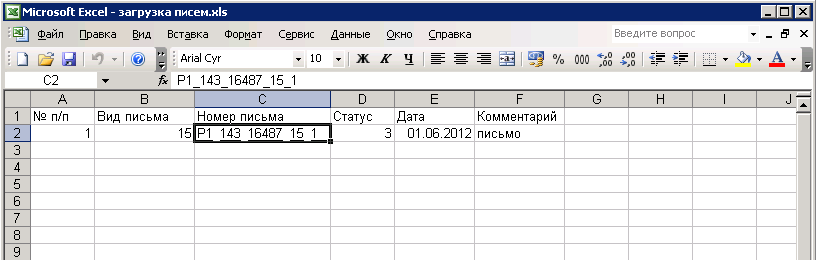 Microsoft Excel - загрузка писем.xls
Файл Правка Вид Вставка Формат Сервис Данные Окно Справка Введите вопрос
Arial Cyr 10 Ж К Ч % 000
C2 fx P1_143_16487_15_1
A B C D E F G H I J
1 № п/п Вид письма Номер письма Статус Дата Комментарий
2 1 15 P1_143_16487_15_1 3 01.06.2012 письмо
3
4
5
6
7
8
9